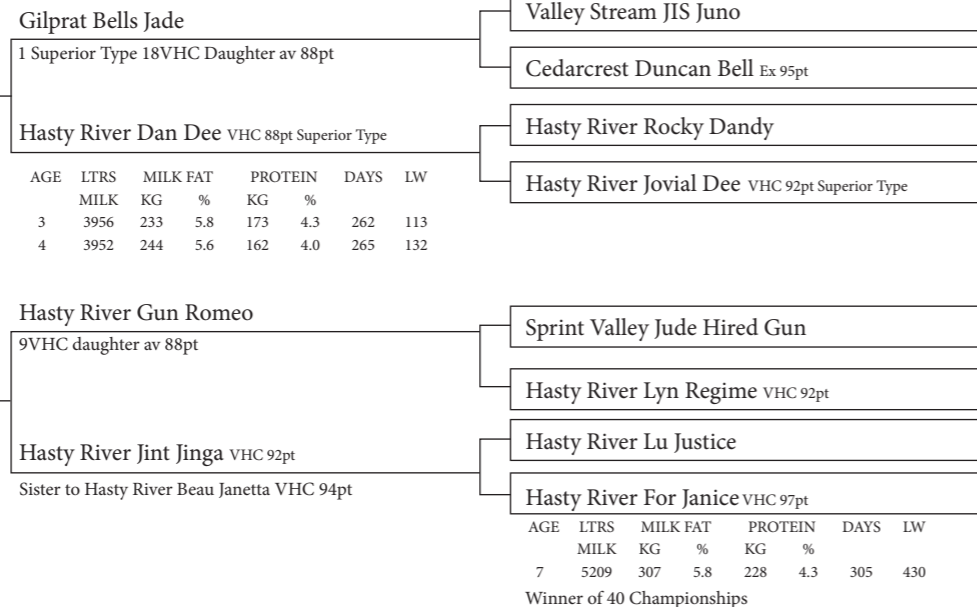 Gilprat Bells Jade
1 Superior Type 18VHC Daughter av 88pt
Valley Stream JIS Juno
Cedarcrest Duncan Bell Ex 95pt
Hasty River Dan Dee VHC 88pt Superior Type
Hasty River Rocky Dandy
Hasty River Jovial Dee VHC 92pt Superior Type
AGE LTRS MILK FAT PROTEIN DAYS LW
MILK KG % KG %
3 3956 233 5.8 173 4.3 262 113
4 3952 244 5.6 162 4.0 265 132
Hasty River Gun Romeo
9VHC daughter av 88pt
Sprint Valley Jude Hired Gun
Hasty River Lyn Regime VHC 92pt
Hasty River Jint Jinga VHC 92pt
Sister to Hasty River Beau Janetta VHC 94pt
Hasty River Lu Justice
Hasty River For Janice VHC 97pt
AGE LTRS MILK FAT PROTEIN DAYS LW
MILK KG % KG %
7 5209 307 5.8 228 4.3 305 430
Winner of 40 Championships